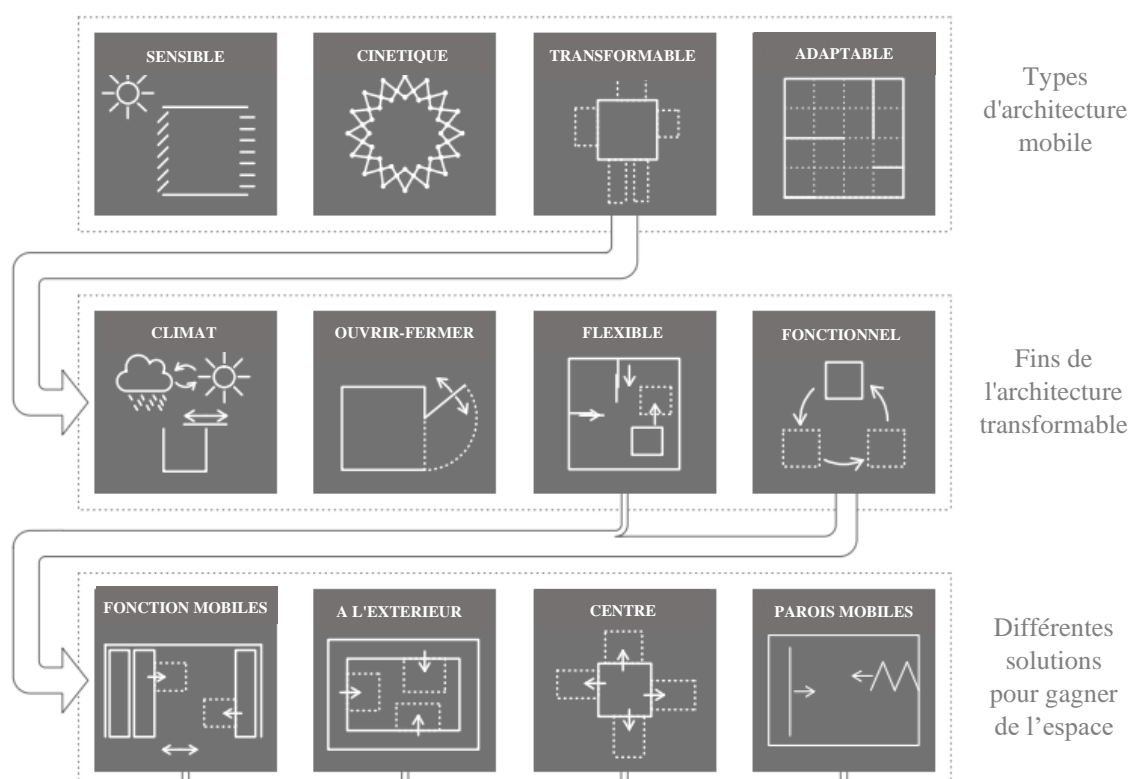 SENSIBLE
CINETIQUE
TRANSFORMABLE
ADAPTABLE
Types
d'architecture
mobile
CLIMAT
OUVRIR-FERMER
FLEXIBLE
FONCTIONNEL
Fins de
l'architecture
transformable
FONCTION MOBILES
A L'EXTERIEUR
CENTRE
PAROIS MOBILES
Différentes
solutions
pour gagner
de l’espace